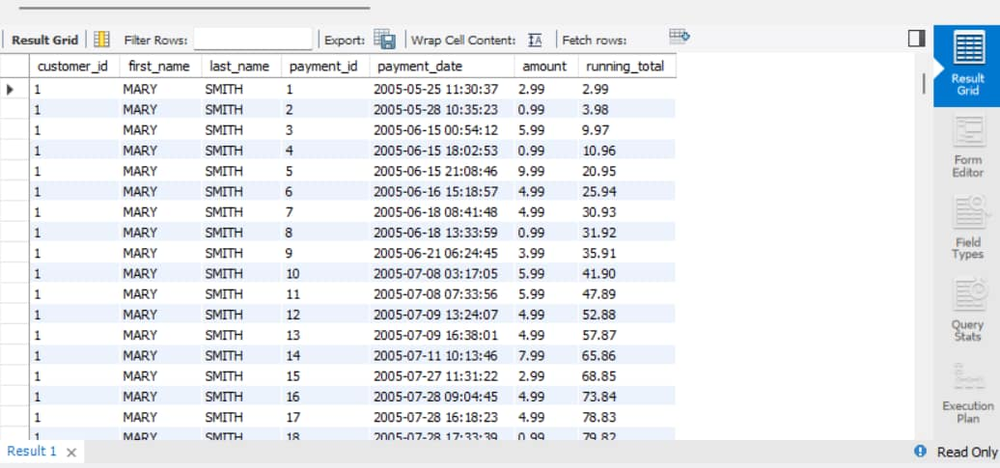 Result Grid Filter Rows: Export: Wrap Cell Content: Fetch rows:
customer_id first_name last_name payment_id payment_date amount running_total
1 MARY SMITH 1 2005-05-25 11:30:37 2.99 2.99
1 MARY SMITH 2 2005-05-28 10:35:23 0.99 3.98
1 MARY SMITH 3 2005-06-15 00:54:12 5.99 9.97
1 MARY SMITH 4 2005-06-15 18:02:53 0.99 10.96
1 MARY SMITH 5 2005-06-15 21:08:46 9.99 20.95
1 MARY SMITH 6 2005-06-16 15:18:57 4.99 25.94
1 MARY SMITH 7 2005-06-18 08:41:48 4.99 30.93
1 MARY SMITH 8 2005-06-18 13:33:59 0.99 31.92
1 MARY SMITH 9 2005-06-21 06:24:45 3.99 35.91
1 MARY SMITH 10 2005-07-08 03:17:05 5.99 41.90
1 MARY SMITH 11 2005-07-08 07:33:56 5.99 47.89
1 MARY SMITH 12 2005-07-09 13:24:07 4.99 52.88
1 MARY SMITH 13 2005-07-09 16:38:01 4.99 57.87
1 MARY SMITH 14 2005-07-11 10:13:46 7.99 65.86
1 MARY SMITH 15 2005-07-27 11:31:22 2.99 68.85
1 MARY SMITH 16 2005-07-28 09:04:45 4.99 73.84
1 MARY SMITH 17 2005-07-28 16:18:23 4.99 78.83
1 MARY SMITH 18 2005-07-28 17:33:39 0.99 79.82
Result 1
Result
Grid
Form
Editor
Field
Types
Query
Stats
Execution
Plan
Read Only